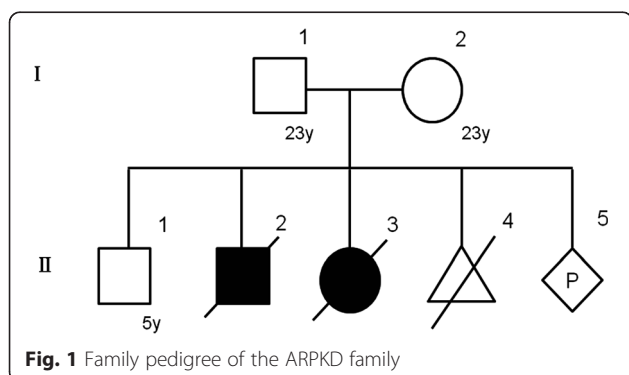 1 2
I
23y 23y
1 2 3 4 5
II P
5y
Fig. 1 Family pedigree of the ARPKD family